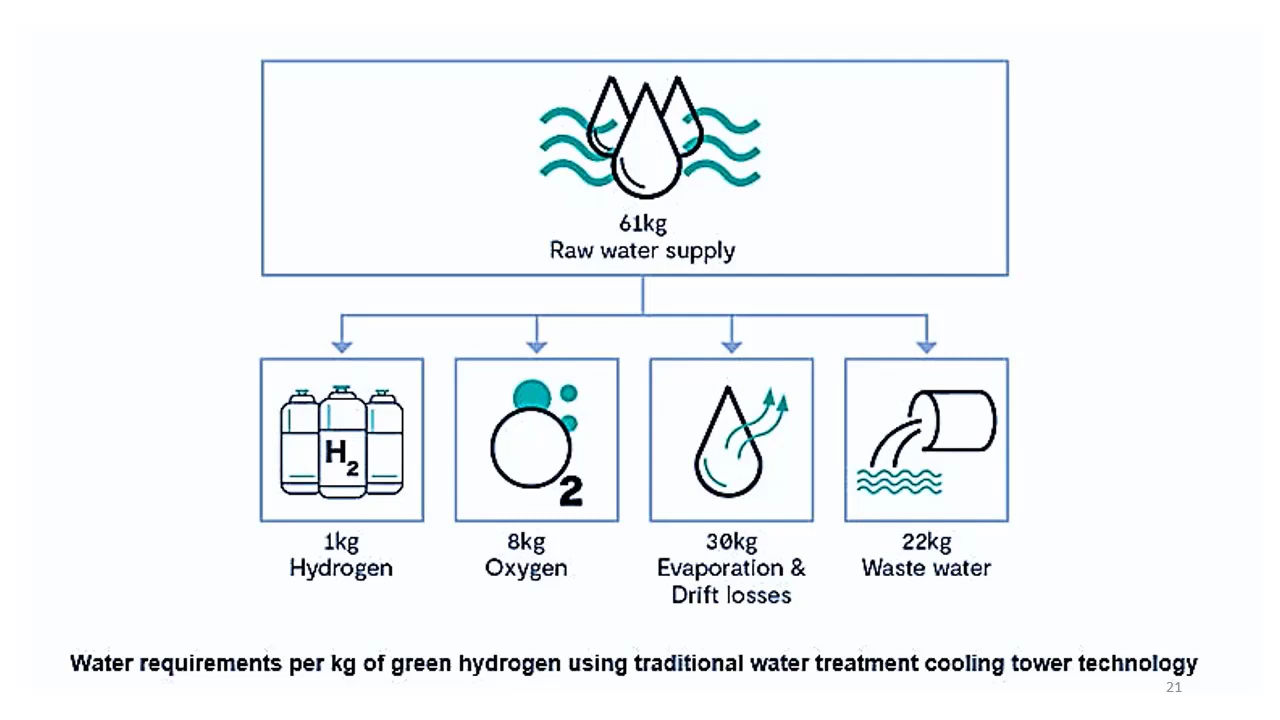 61kg
Raw water supply
H2
2
1kg
Hydrogen
8kg
Oxygen
30kg
Evaporation &
Drift losses
22kg
Waste water
Water requirements per kg of green hydrogen using traditional water treatment cooling tower technology
21